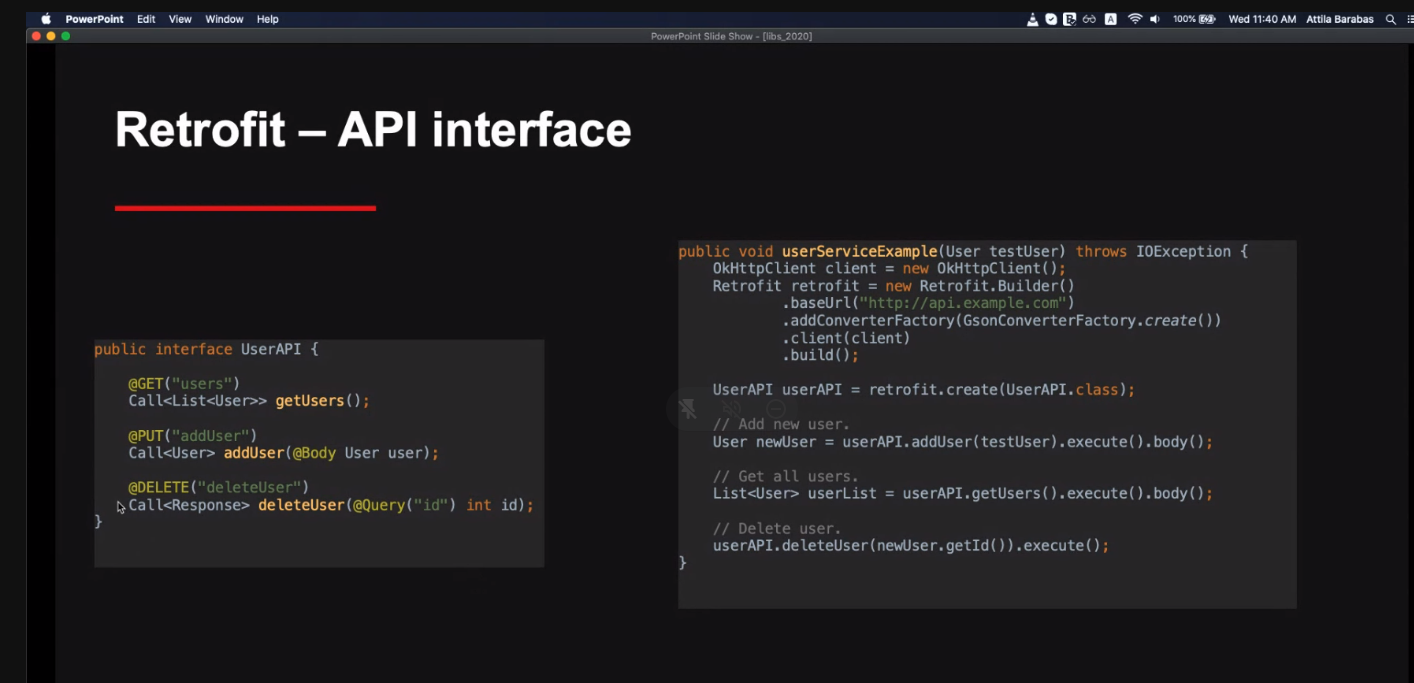 PowerPoint Edit View Window Help 100% Wed 11:40 AM Attila Barabas
PowerPoint Slide Show - [libs_2020]
Retrofit – API interface
public interface UserAPI {
@GET("users")
Call<List<User>> getUsers();
@PUT("addUser")
Call<User> addUser(@Body User user);
@DELETE("deleteUser")
Call<Response> deleteUser(@Query("id") int id);
}
public void userServiceExample(User testUser) throws IOException {
OkHttpClient client = new OkHttpClient();
Retrofit retrofit = new Retrofit.Builder()
.baseUrl("http://api.example.com")
.addConverterFactory(GsonConverterFactory.create())
.client(client)
.build();
UserAPI userAPI = retrofit.create(UserAPI.class);
// Add new user.
User newUser = userAPI.addUser(testUser).execute().body();
// Get all users.
List<User> userList = userAPI.getUsers().execute().body();
// Delete user.
userAPI.deleteUser(newUser.getId()).execute();
}